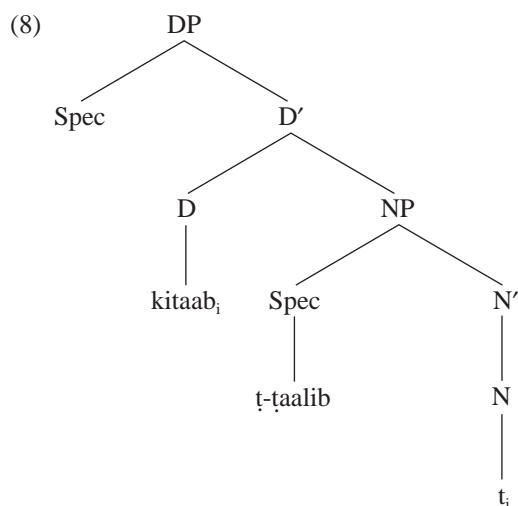 (8) DP
Spec D′
D NP
kitaabᵢ Spec N′
ṭ-ṭaalib N
tᵢ